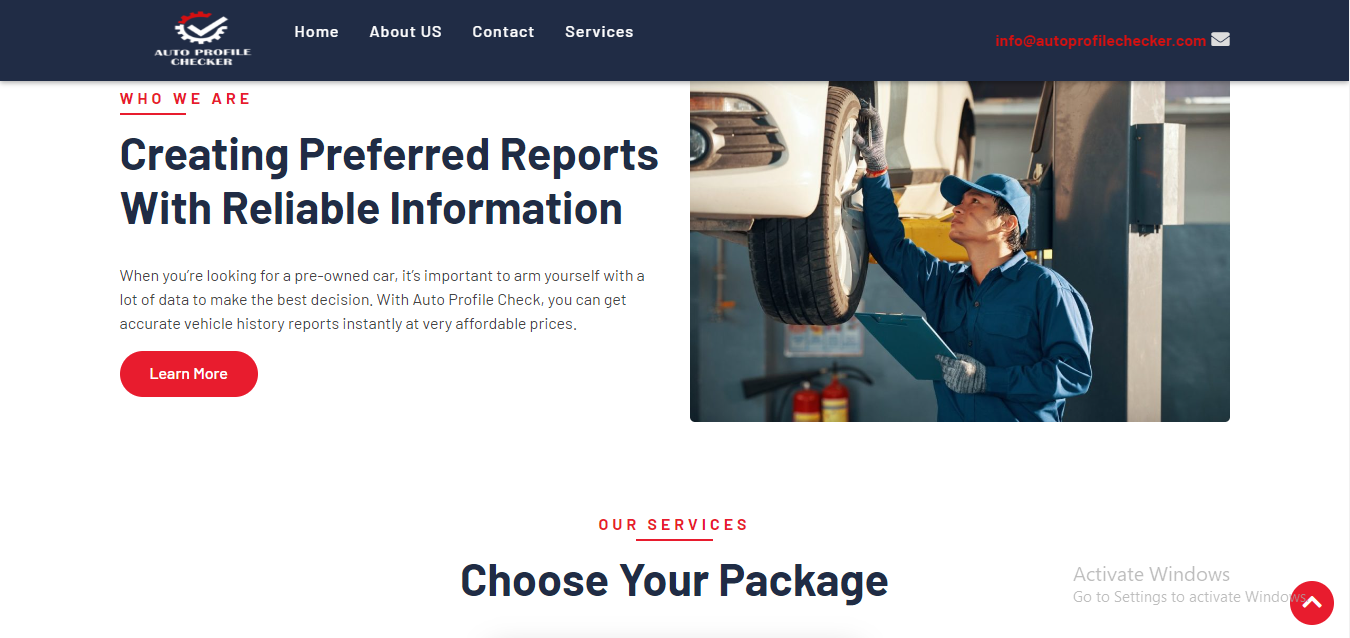 AUTO PROFILE
CHECKER
Home About US Contact Services
info@autoprofilechecker.com
WHO WE ARE
Creating Preferred Reports
With Reliable Information
When you’re looking for a pre-owned car, it’s important to arm yourself with a
lot of data to make the best decision. With Auto Profile Check, you can get
accurate vehicle history reports instantly at very affordable prices.
Learn More
OUR SERVICES
Choose Your Package
Activate Windows
Go to Settings to activate Windows.